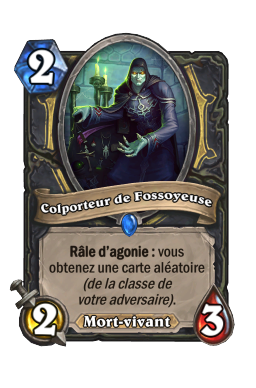 2
Colporteur de Fossoyeuse
Râle d'agonie : vous
obtenez une carte aléatoire
(de la classe de
votre adversaire).
2
Mort-vivant
3